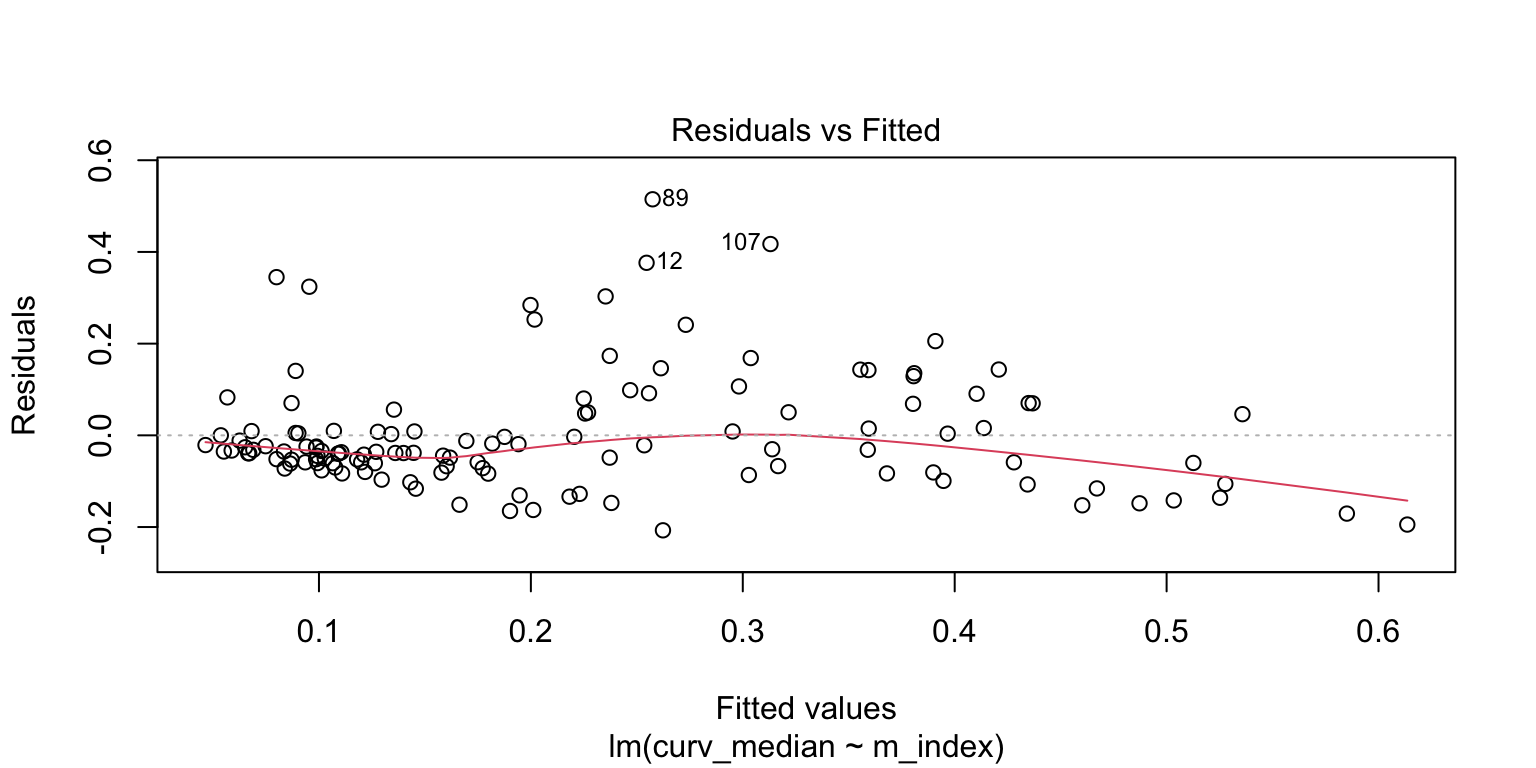 Residuals vs Fitted
Residuals
0.6
0.4
0.2
0.0
-0.2
89
107
12
0.1 0.2 0.3 0.4 0.5 0.6
Fitted values
lm(curv_median ~ m_index)